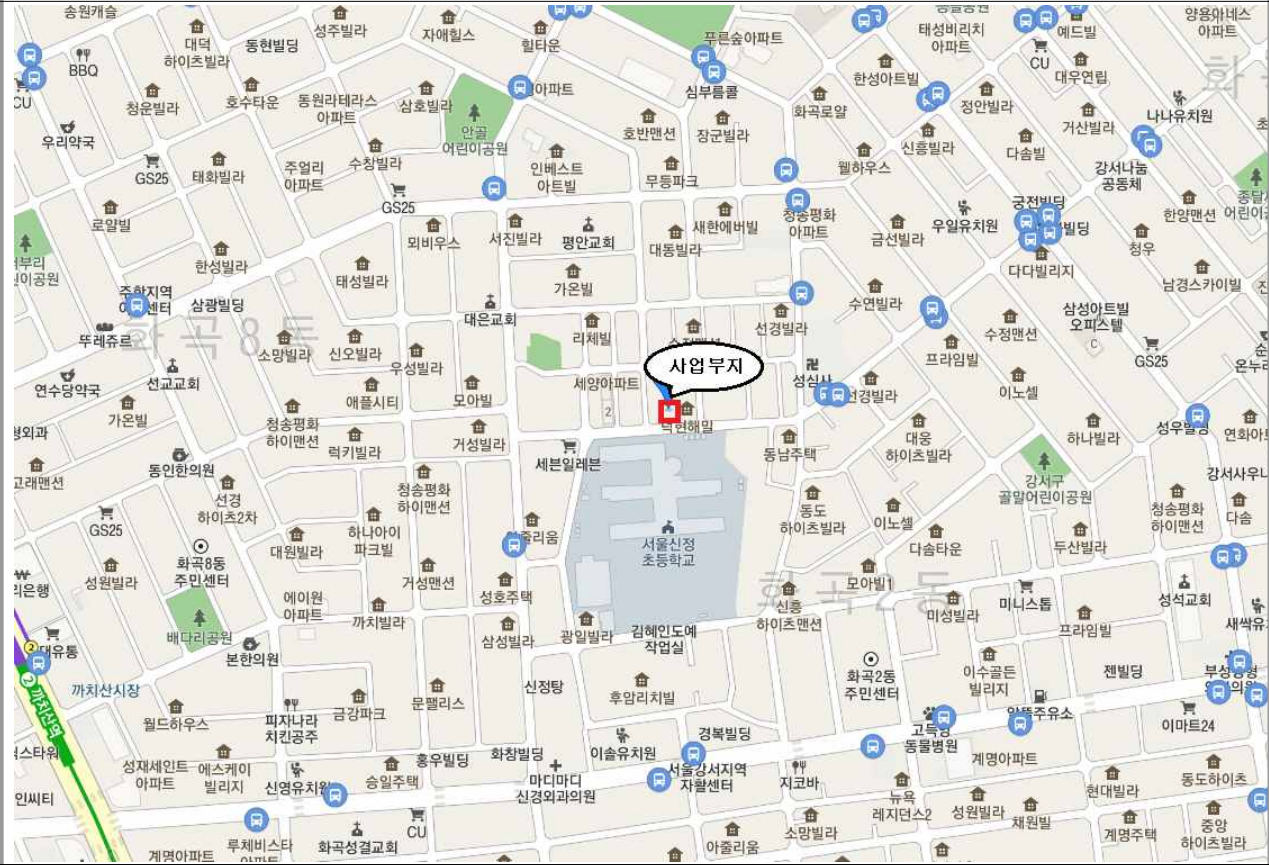 송원캐슬
성주빌라
자애힐스
힐타운
푸른숲아파트
태성비리치
아파트
예드빌
양용아네스
아파트
BBQ
대덕
하이츠빌라
동현빌딩
심부름콜
한성아트빌
CU
대우연립
CU
청운빌라
호수타운
동원라테라스
아파트
삼호빌라
안골
어린이공원
호반맨션
장군빌라
화곡로얄
정안빌라
거산빌라
나나유치원
우리약국
GS25
태화빌라
주얼리
아파트
수창빌라
인베스트
아트빌
무등파크
웰하우스
신흥빌라
다솜빌
강서나눔
공동체
로얄빌
GS25
뫼비우스
서진빌라
평안교회
대동빌라
새한에버빌
청송평화
아파트
금선빌라
우일유치원
궁전빌딩
한양맨션
청우
한성빌라
태성빌라
가온빌
다다빌리지
남경스카이빌
삼광빌딩
대은교회
수연빌라
수정맨션
삼성아트빌
오피스텔
뚜레쥬르
화곡8동
소망빌라
신오빌라
우성빌라
리체빌
선경빌라
프라임빌
GS25
사업부지
연수당약국
선교교회
애플시티
모아빌
세양아파트
2
성심사
선경빌라
이노셀
가온빌
청송평화
하이맨션
럭키빌라
거성빌라
세븐일레븐
덕현해밀
동남주택
대웅
하이츠빌라
하나빌라
성우빌딩
고래맨션
동인한의원
선경
하이츠2차
청송평화
하이맨션
강서구
골말어린이공원
GS25
대원빌라
하나아이
파크빌
서울신정
초등학교
동도
하이츠빌라
이노셀
다솜타운
두산빌라
청송평화
하이맨션
다솜
성원빌라
화곡8동
주민센터
거성맨션
성호주택
화곡2동
모아빌1
미니스톱
성석교회
에이원
아파트
까치빌라
신흥
하이츠맨션
미성빌라
프라임빌
배다리공원
본한의원
삼성빌라
광일빌라
김혜인도예
작업실
2
2
까치산역
까치산시장
신정탕
후암리치빌
화곡2동
주민센터
이수골든
빌리지
젠빌딩
월드하우스
피자나라
치킨공주
금강파크
문팰리스
경복빌딩
동물병원
이마트24
성재세인트
아파트
에스케이
빌리지
신영유치원
승일주택
홍우빌딩
화창빌딩
마디마디
신경외과의원
이솔유치원
서울강서지역
자활센터
지코바
계명아파트
현대빌라
동도하이츠
루체비스타
화곡성결교회
CU
계명아파트
아줄리움
소망빌라
뉴욕
레지던스2
성원빌라
채원빌
계명주택
중앙
하이츠빌라